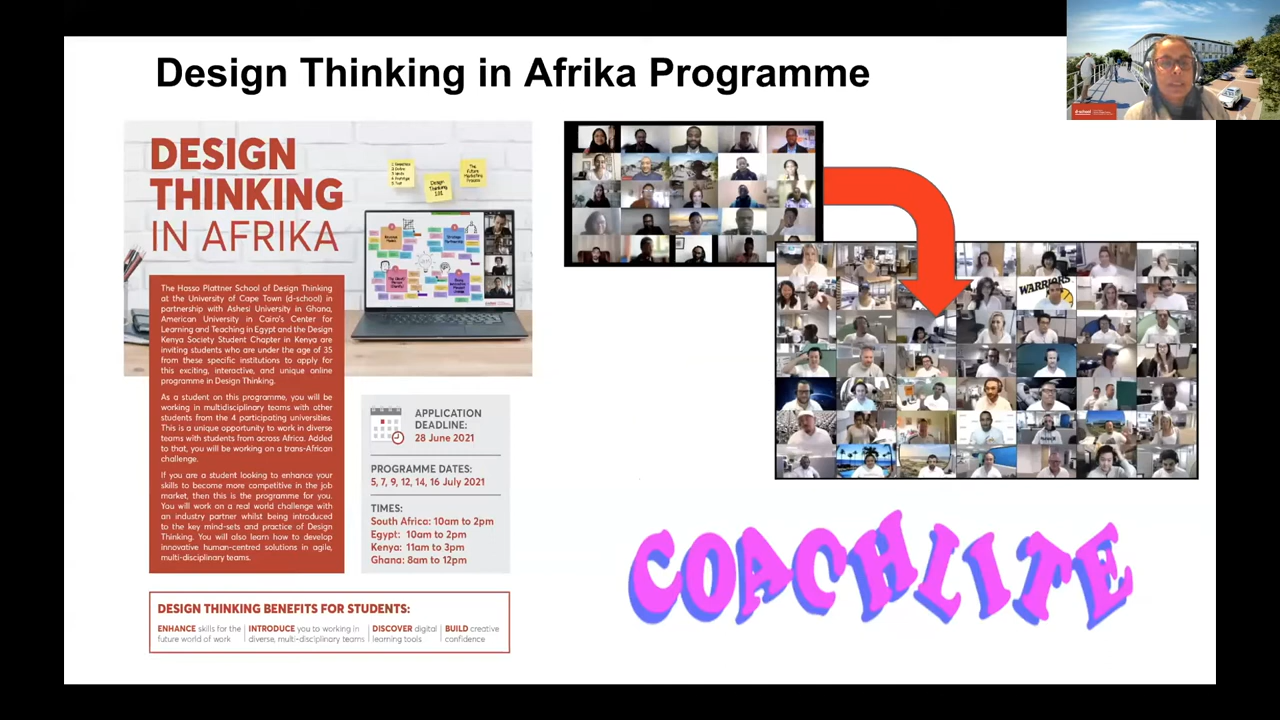 Design Thinking in Afrika Programme
DESIGN
THINKING
IN AFRIKA
Design
Thinking
101
The
Future
The Hasso Plattner School of Design Thinking
at the University of Cape Town (d-school) in
partnership with Ashesi University in Ghana,
American University in Cairo's Center for
Learning and Teaching in Egypt and the Design
Kenya Society Student Chapter in Kenya are
inviting students who are under the age of 35
from these specific institutions to apply for
this exciting, interactive, and unique online
programme in Design Thinking.
As a student on this programme, you will be
working in multidisciplinary teams with other
students from the 4 participating universities.
This is a unique opportunity to work in diverse
teams with students from across Africa. Added
to that, you will be working on a trans-African
challenge.
If you are a student looking to enhance your
skills to become more competitive in the job
market, then this is the programme for you.
You will work on a real world challenge with
an industry partner whilst being introduced
to the key mind-sets and practice of Design
Thinking. You will also learn how to develop
innovative human-centred solutions in agile,
multi-disciplinary teams.
APPLICATION
DEADLINE:
28 June 2021
PROGRAMME DATES:
5, 7, 9, 12, 14, 16 July 2021
TIMES:
South Africa: 10am to 2pm
Egypt: 10am to 2pm
Kenya: 11am to 3pm
Ghana: 8am to 12pm
DESIGN THINKING BENEFITS FOR STUDENTS:
ENHANCE skills for the
future world of work
INTRODUCE you to working in
diverse, multi-disciplinary teams
DISCOVER digital
learning tools
BUILD creative
confidence
WARRIORS
COACHLITE
d-school